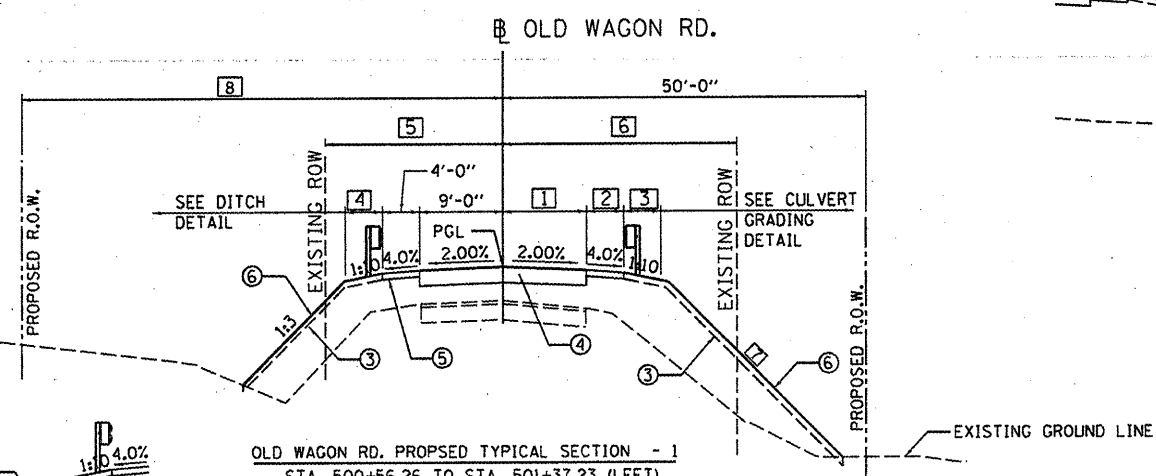 BL OLD WAGON RD.
8
50'-0"
5
6
4'-0"
SEE DITCH
DETAIL
4
9'-0"
1
2
3
SEE CULVERT
GRADING
DETAIL
PROPOSED R.O.W.
EXISTING ROW
PGL
EXISTING ROW
PROPOSED R.O.W.
1:10
4.0%
2.00%
2.00%
4.0%
1:10
6
1:3
3
5
4
3
7
6
EXISTING GROUND LINE
1:10
4.0%
OLD WAGON RD. PROPSED TYPICAL SECTION - 1
STA. 500+56.26 TO STA. 501+37.23 (LEFT)